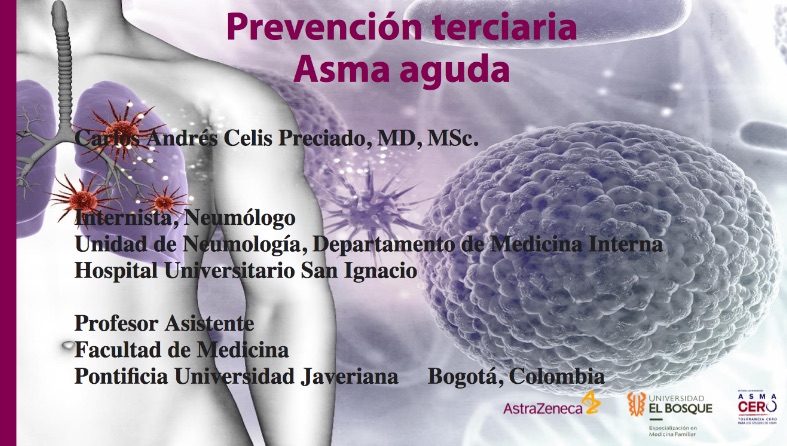 Prevención terciaria
Asma aguda
Carlos Andrés Celis Preciado, MD, MSc.
Internista, Neumólogo
Unidad de Neumología, Departamento de Medicina Interna
Hospital Universitario San Ignacio
Profesor Asistente
Facultad de Medicina
Pontificia Universidad Javeriana Bogotá, Colombia
AstraZeneca
UNIVERSIDAD
EL BOSQUE
Especialización en
Medicina Familiar
ASMA
CERO
TOLERANCIA CERO